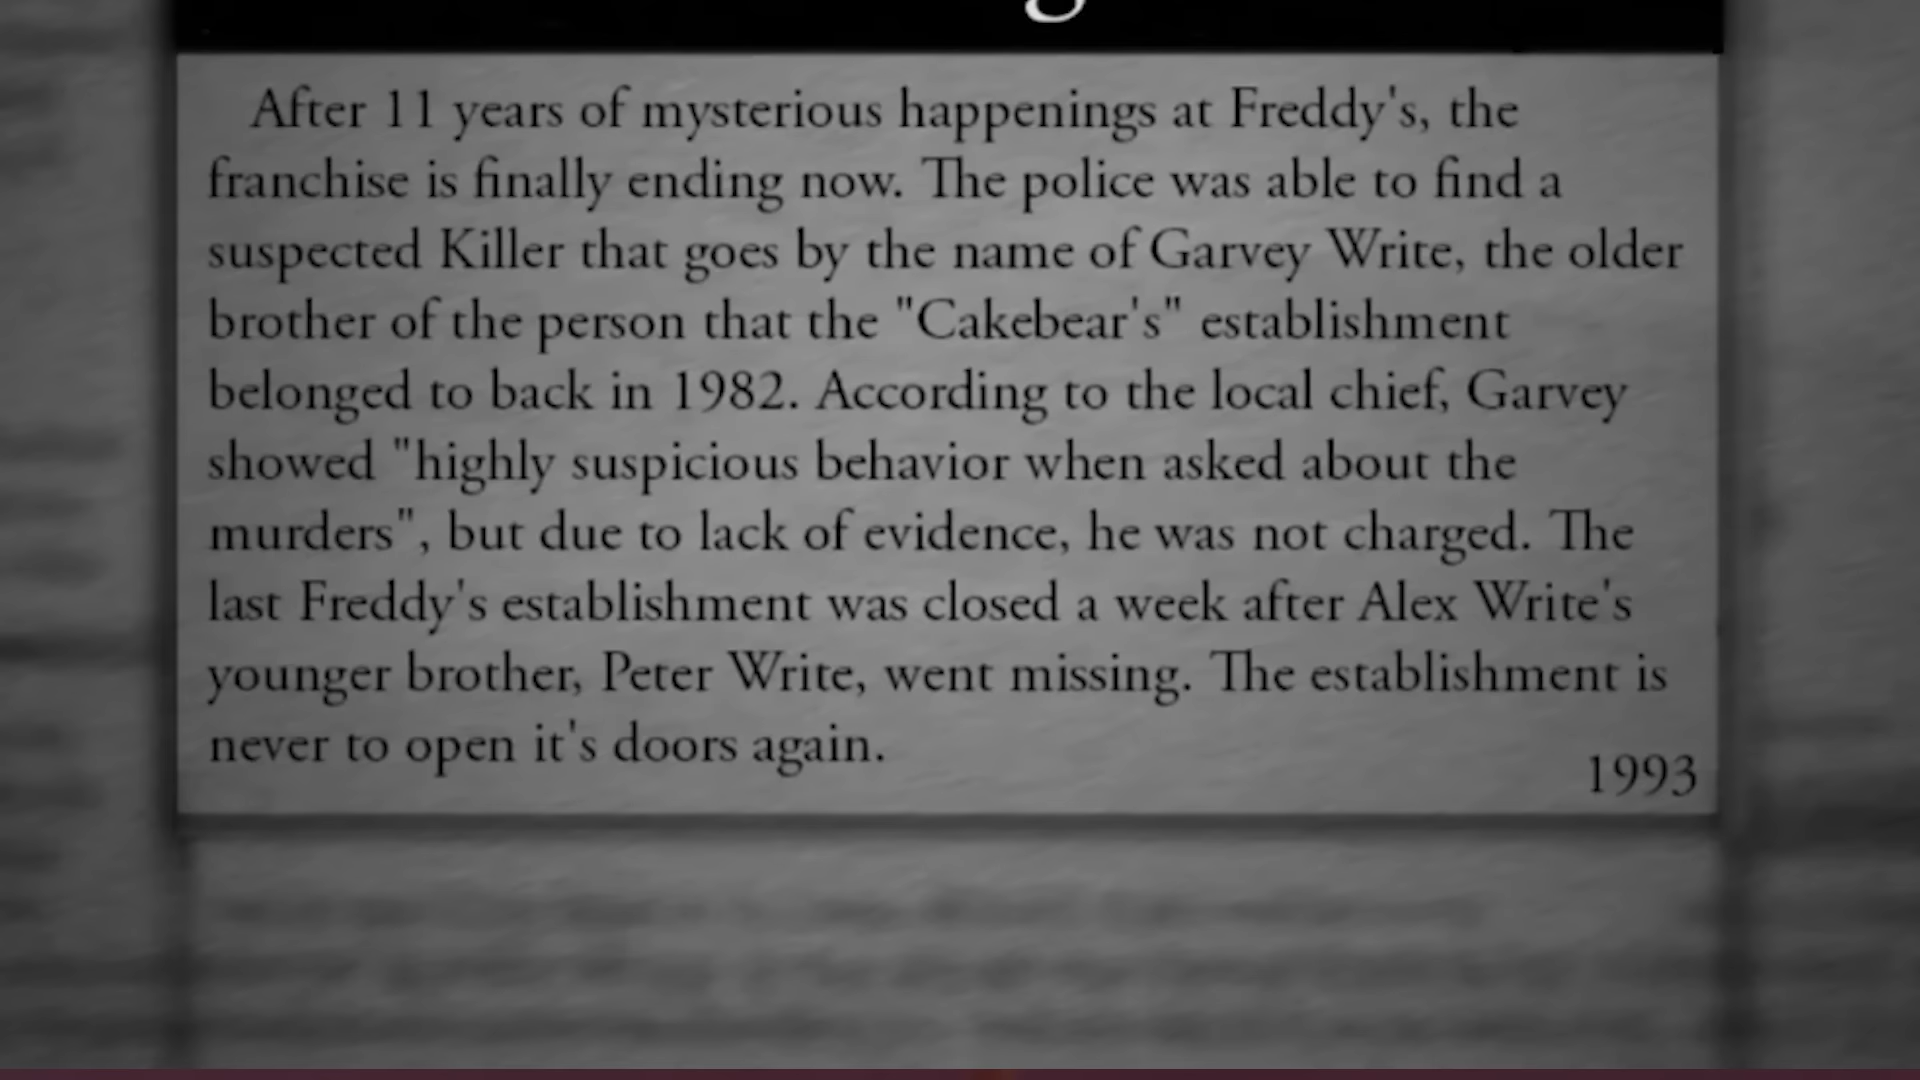 After 11 years of mysterious happenings at Freddy's, the
franchise is finally ending now. The police was able to find a
suspected Killer that goes by the name of Garvey Write, the older
brother of the person that the "Cakebear's" establishment
belonged to back in 1982. According to the local chief, Garvey
showed "highly suspicious behavior when asked about the
murders", but due to lack of evidence, he was not charged. The
last Freddy's establishment was closed a week after Alex Write's
younger brother, Peter Write, went missing. The establishment is
never to open it's doors again.
1993